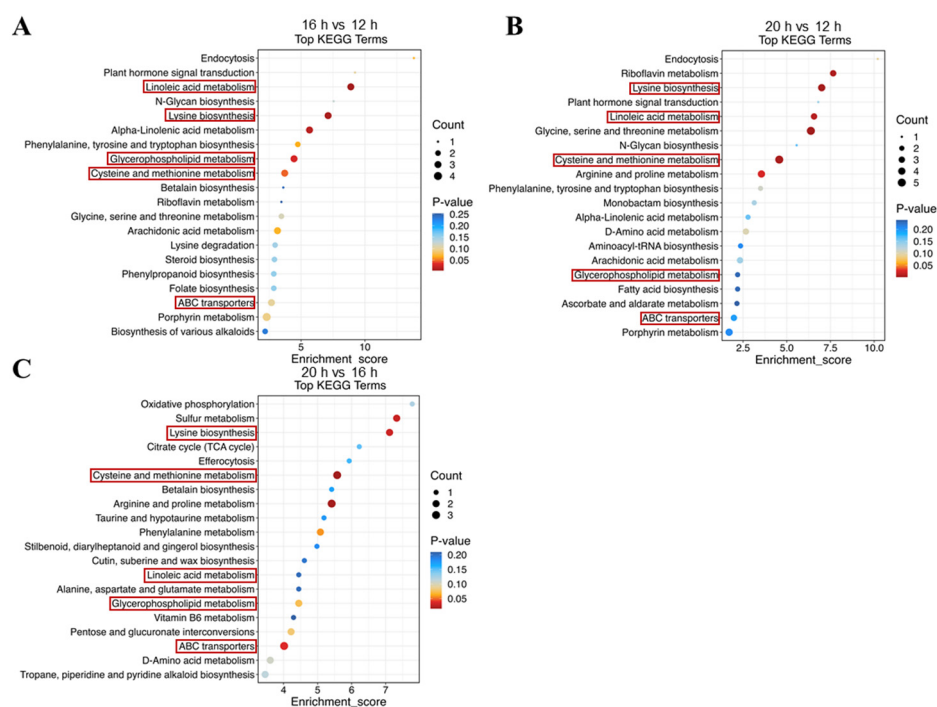 A
16 h vs 12 h
Top KEGG Terms
Endocytosis
Plant hormone signal transduction
Linoleic acid metabolism
N-Glycan biosynthesis
Lysine biosynthesis
Alpha-Linolenic acid metabolism
Phenylalanine, tyrosine and tryptophan biosynthesis
Glycerophospholipid metabolism
Cysteine and methionine metabolism
Betalain biosynthesis
Riboflavin metabolism
Glycine, serine and threonine metabolism
Arachidonic acid metabolism
Lysine degradation
Steroid biosynthesis
Phenylpropanoid biosynthesis
Folate biosynthesis
ABC transporters
Porphyrin metabolism
Biosynthesis of various alkaloids
5 10
Enrichment_score
Count
1
2
3
4
P-value
0.25
0.20
0.15
0.10
0.05
B
20 h vs 12 h
Top KEGG Terms
Endocytosis
Riboflavin metabolism
Lysine biosynthesis
Plant hormone signal transduction
Linoleic acid metabolism
Glycine, serine and threonine metabolism
N-Glycan biosynthesis
Cysteine and methionine metabolism
Arginine and proline metabolism
Phenylalanine, tyrosine and tryptophan biosynthesis
Monobactam biosynthesis
Alpha-Linolenic acid metabolism
D-Amino acid metabolism
Aminoacyl-tRNA biosynthesis
Arachidonic acid metabolism
Glycerophospholipid metabolism
Fatty acid biosynthesis
Ascorbate and aldarate metabolism
ABC transporters
Porphyrin metabolism
2.5 5.0 7.5 10.0
Enrichment_score
Count
1
2
3
4
5
P-value
0.20
0.15
0.10
0.05
C
20 h vs 16 h
Top KEGG Terms
Oxidative phosphorylation
Sulfur metabolism
Lysine biosynthesis
Citrate cycle (TCA cycle)
Efferocytosis
Cysteine and methionine metabolism
Betalain biosynthesis
Arginine and proline metabolism
Taurine and hypotaurine metabolism
Phenylalanine metabolism
Stilbenoid, diarylheptanoid and gingerol biosynthesis
Cutin, suberine and wax biosynthesis
Linoleic acid metabolism
Alanine, aspartate and glutamate metabolism
Glycerophospholipid metabolism
Vitamin B6 metabolism
Pentose and glucuronate interconversions
ABC transporters
D-Amino acid metabolism
Tropane, piperidine and pyridine alkaloid biosynthesis
4 5 6 7
Enrichment_score
Count
1
2
3
P-value
0.20
0.15
0.10
0.05